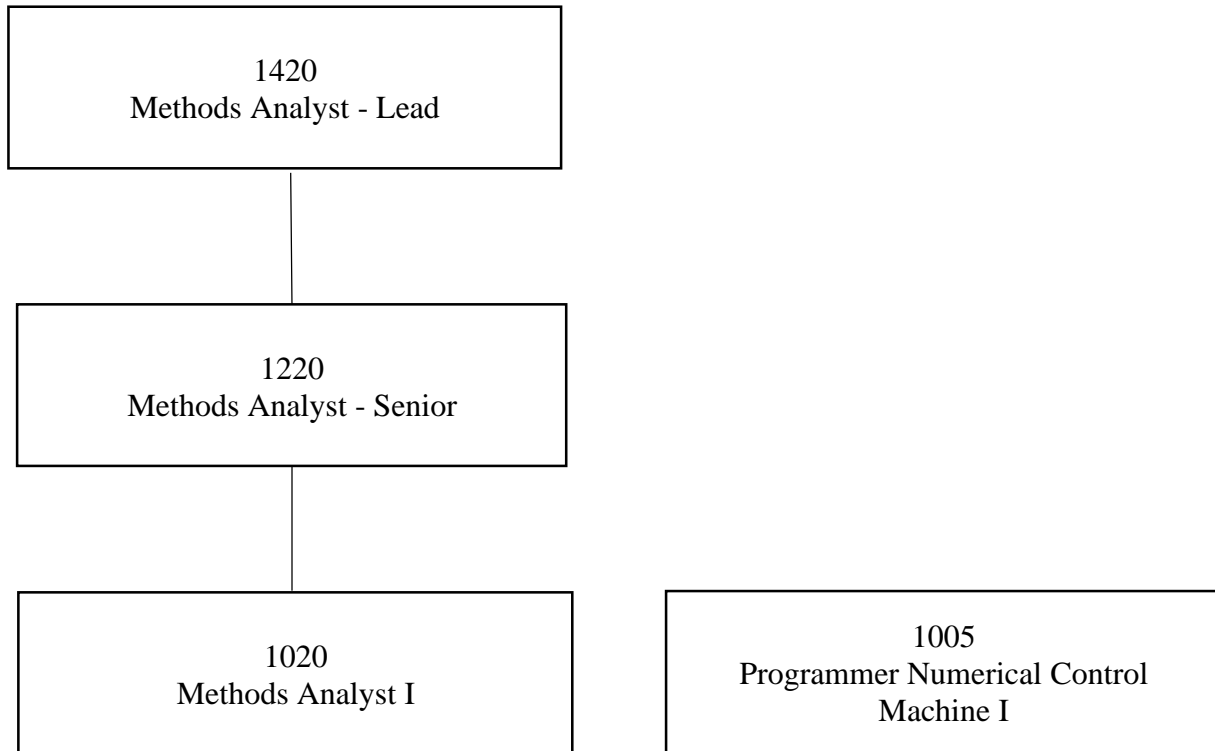 1420
Methods Analyst - Lead
1220
Methods Analyst - Senior
1020
Methods Analyst I
1005
Programmer Numerical Control
Machine I